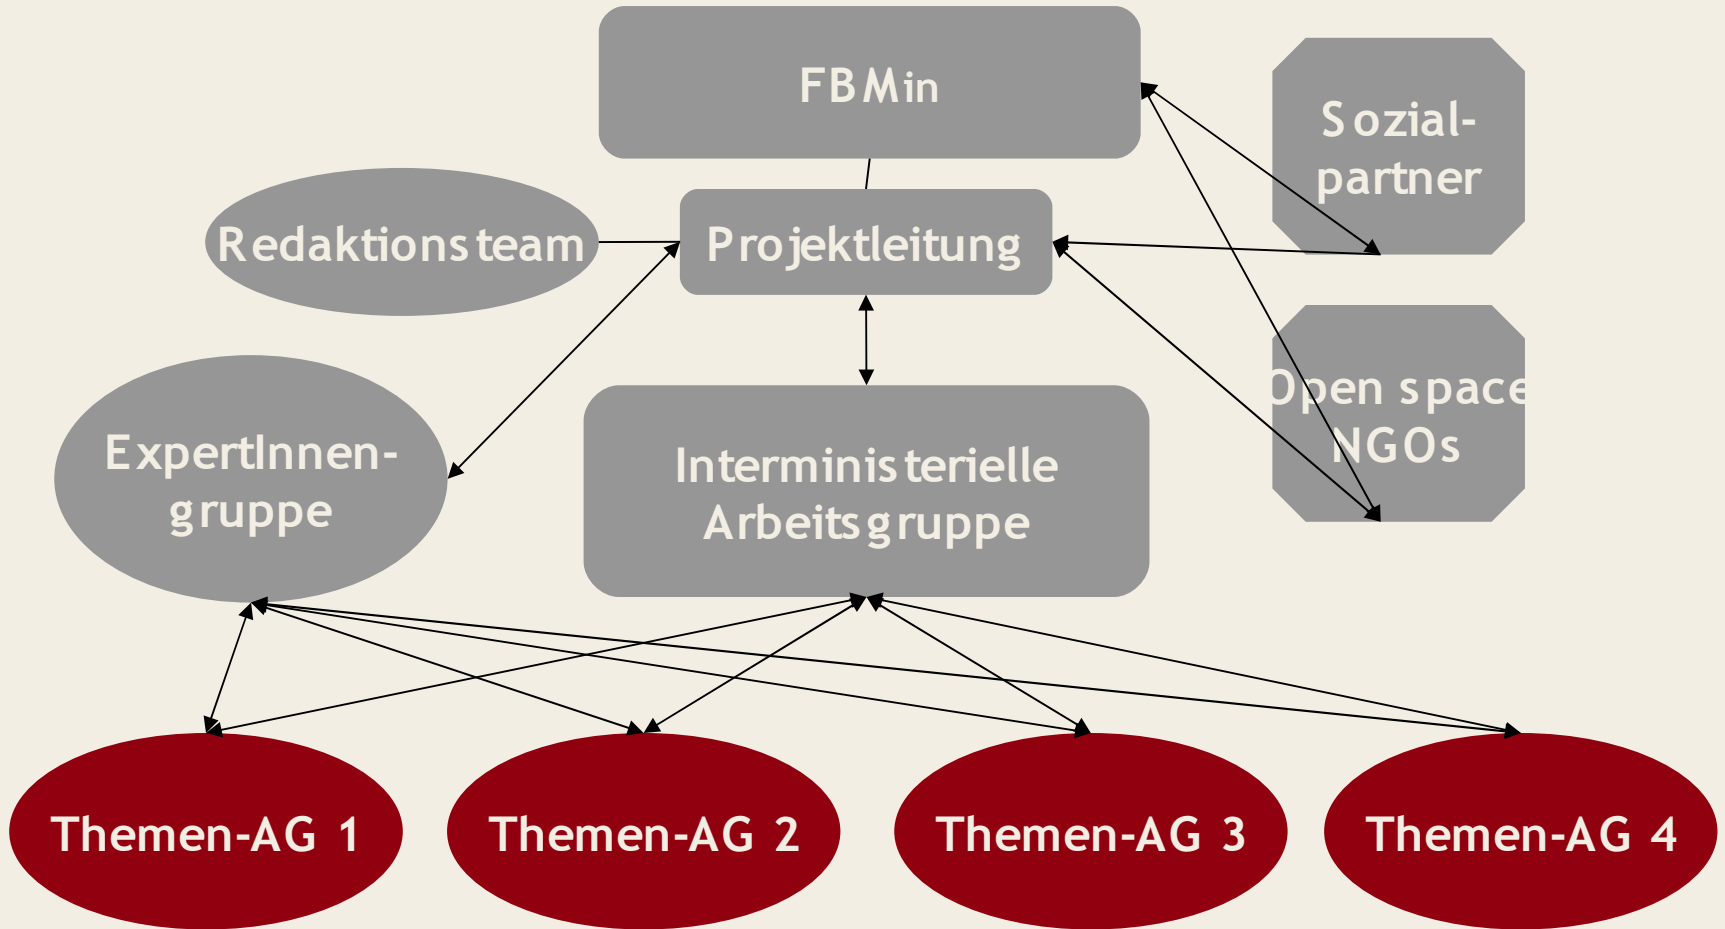 FBMin
Sozial-
partner
Redaktionsteam
Projektleitung
Open space
NGOs
ExpertInnen-
gruppe
Interministerielle
Arbeitsgruppe
Themen-AG 1
Themen-AG 2
Themen-AG 3
Themen-AG 4